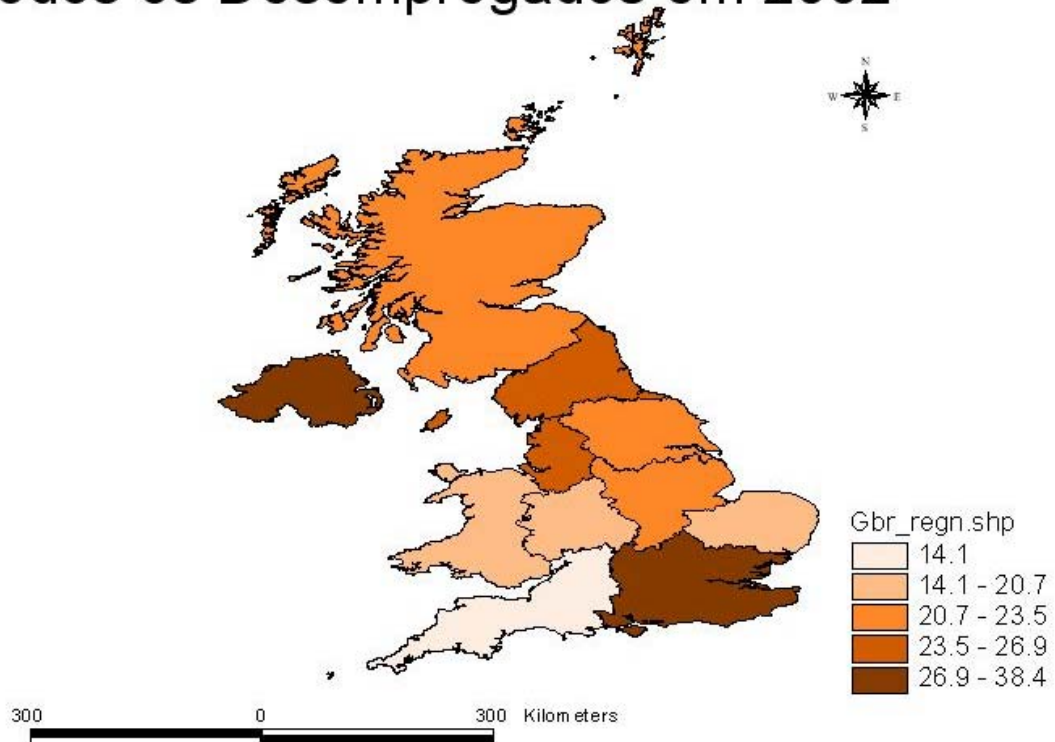 os Desempregados em 2002
N
W E
S
Gbr_regn.shp
14.1
14.1 - 20.7
20.7 - 23.5
23.5 - 26.9
26.9 - 38.4
300 0 300 Kilometers